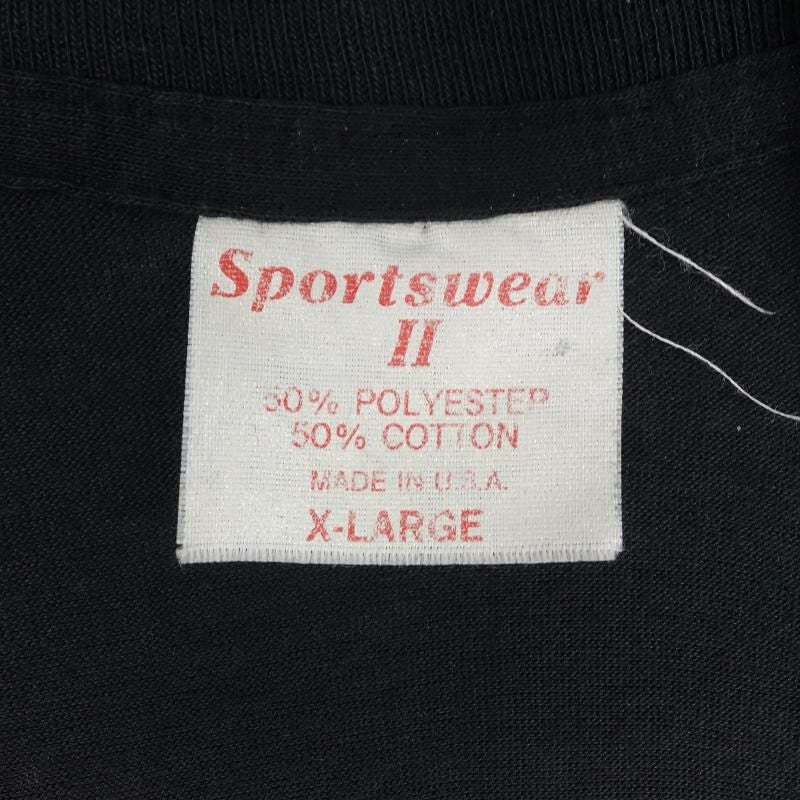 Sportswear
II
50% POLYESTER
50% COTTON
MADE IN U.S.A.
X-LARGE